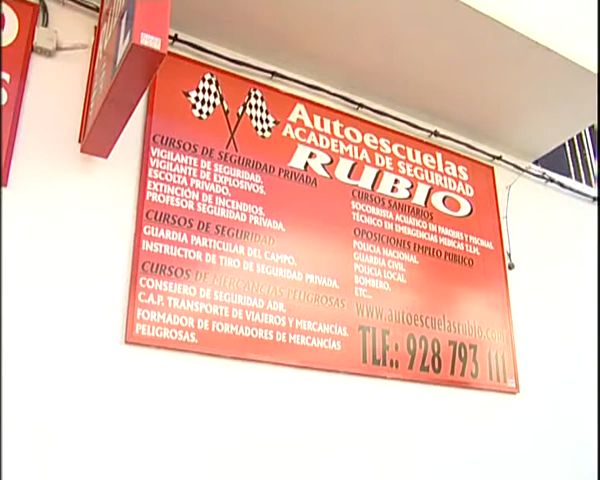 Autoescuelas
ACADEMIA DE SEGURIDAD
RUBIO
CURSOS DE SEGURIDAD PRIVADA
VIGILANTE DE SEGURIDAD.
VIGILANTE DE EXPLOSIVOS.
ESCOLTA PRIVADO.
EXTINCIÓN DE INCENDIOS.
PROFESOR SEGURIDAD PRIVADA.
CURSOS DE SEGURIDAD
GUARDIA PARTICULAR DEL CAMPO.
INSTRUCTOR DE TIRO DE SEGURIDAD PRIVADA.
CURSOS DE MERCANCIAS PELIGROSAS
CONSEJERO DE SEGURIDAD ADR.
C.A.P. TRANSPORTE DE VIAJEROS Y MERCANCÍAS.
FORMADOR DE FORMADORES DE MERCANCÍAS
PELIGROSAS.
CURSOS SANITARIOS
SOCORRISTA ACUÁTICO EN PARQUES Y PISCINAS.
TÉCNICO EN EMERGENCIAS MEDICAS T.E.M.
OPOSICIONES EMPLEO PUBLICO
POLICIA NACIONAL.
GUARDIA CIVIL.
POLICIA LOCAL.
BOMBERO.
ETC...
www.autoescuelasrubio.com
TLF.: 928 793 111